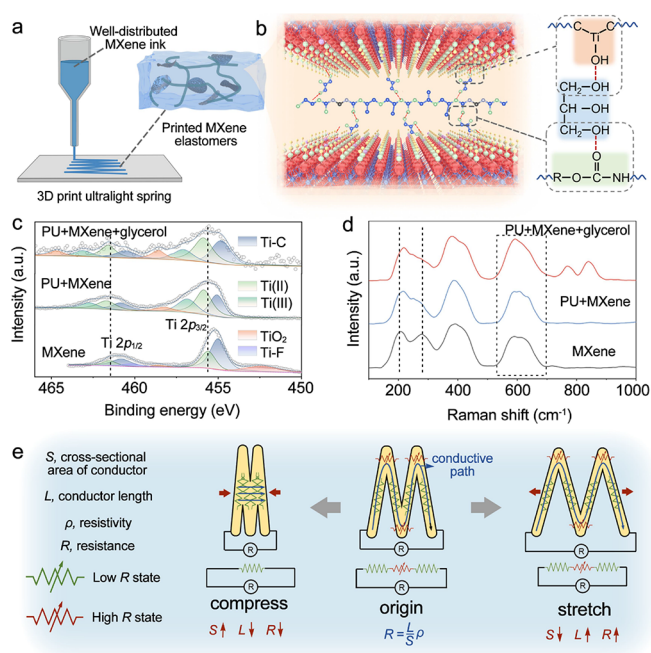 a
Well-distributed
MXene ink
Printed MXene
elastomers
3D print ultralight spring
b
Ti
OH
CH₂–OH
CH –OH
CH₂–OH
O
R–O–C–NH
c
PU+MXene+glycerol
PU+MXene
MXene
Ti 2p1/2
Ti 2p3/2
Ti-C
Ti(II)
Ti(III)
TiO₂
Ti-F
Intensity (a.u.)
465 460 455 450
Binding energy (eV)
d
PU+MXene+glycerol
PU+MXene
MXene
Intensity (a.u.)
200 400 600 800 1000
Raman shift (cm⁻¹)
e
S, cross-sectional
area of conductor
L, conductor length
ρ, resistivity
R, resistance
Low R state
High R state
conductive
path
R
R
R
R
R
R
compress
origin
stretch
S↑ L↓ R↓
R = L/S ρ
S↓ L↑ R↑